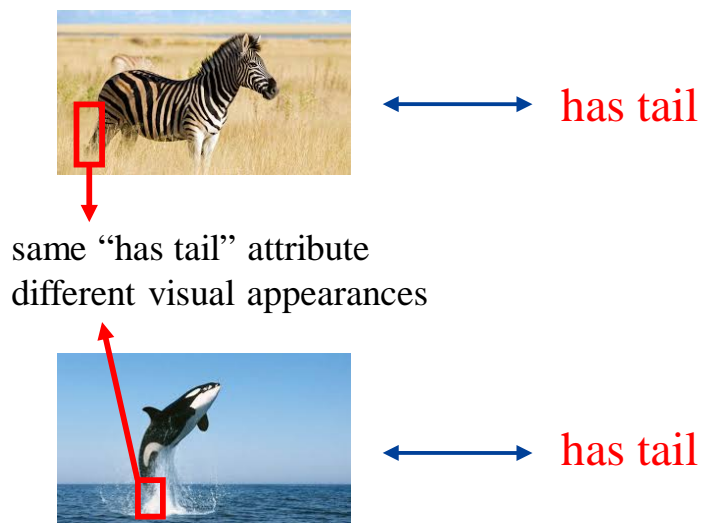 has tail
same “has tail” attribute
different visual appearances
has tail